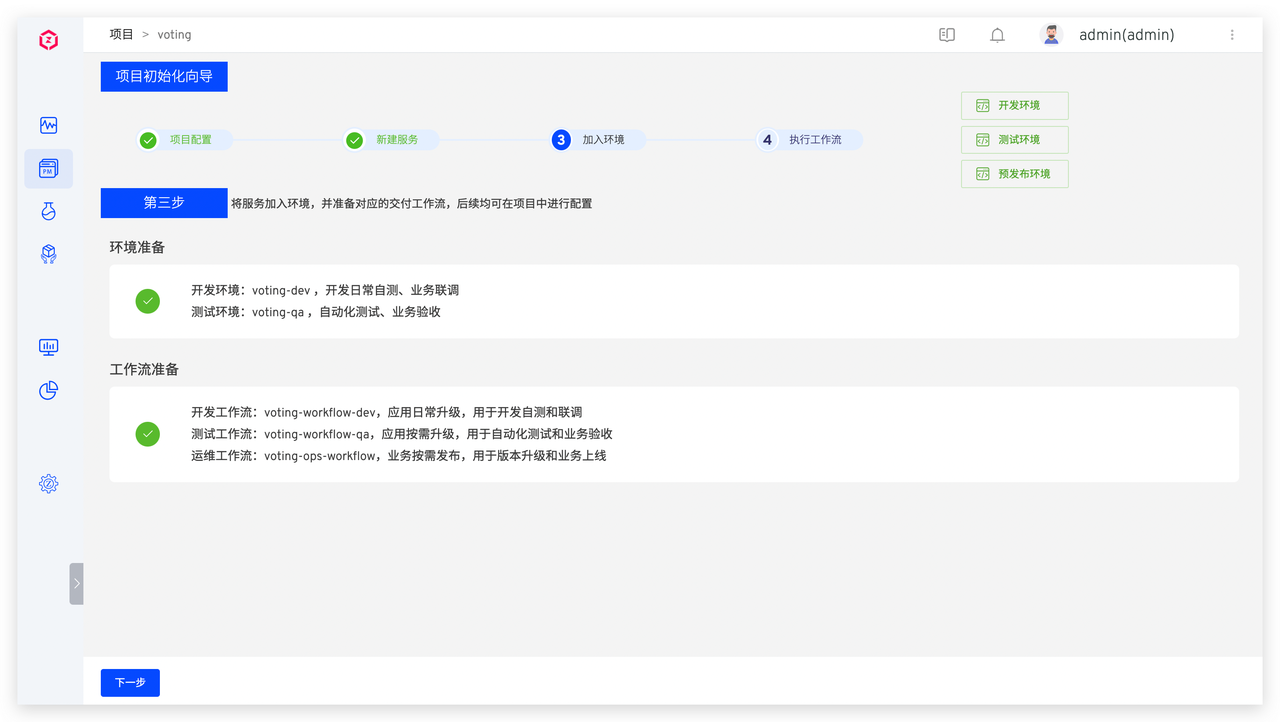 项目 > voting
admin(admin)
项目初始化向导
项目配置
新建服务
3 加入环境
4 执行工作流
开发环境
测试环境
预发布环境
第三步 将服务加入环境，并准备对应的交付工作流，后续均可在项目中进行配置
环境准备
开发环境：voting-dev ，开发日常自测、业务联调
测试环境：voting-qa ，自动化测试、业务验收
工作流准备
开发工作流：voting-workflow-dev，应用日常升级，用于开发自测和联调
测试工作流：voting-workflow-qa，应用按需升级，用于自动化测试和业务验收
运维工作流：voting-ops-workflow，业务按需发布，用于版本升级和业务上线
下一步
PM